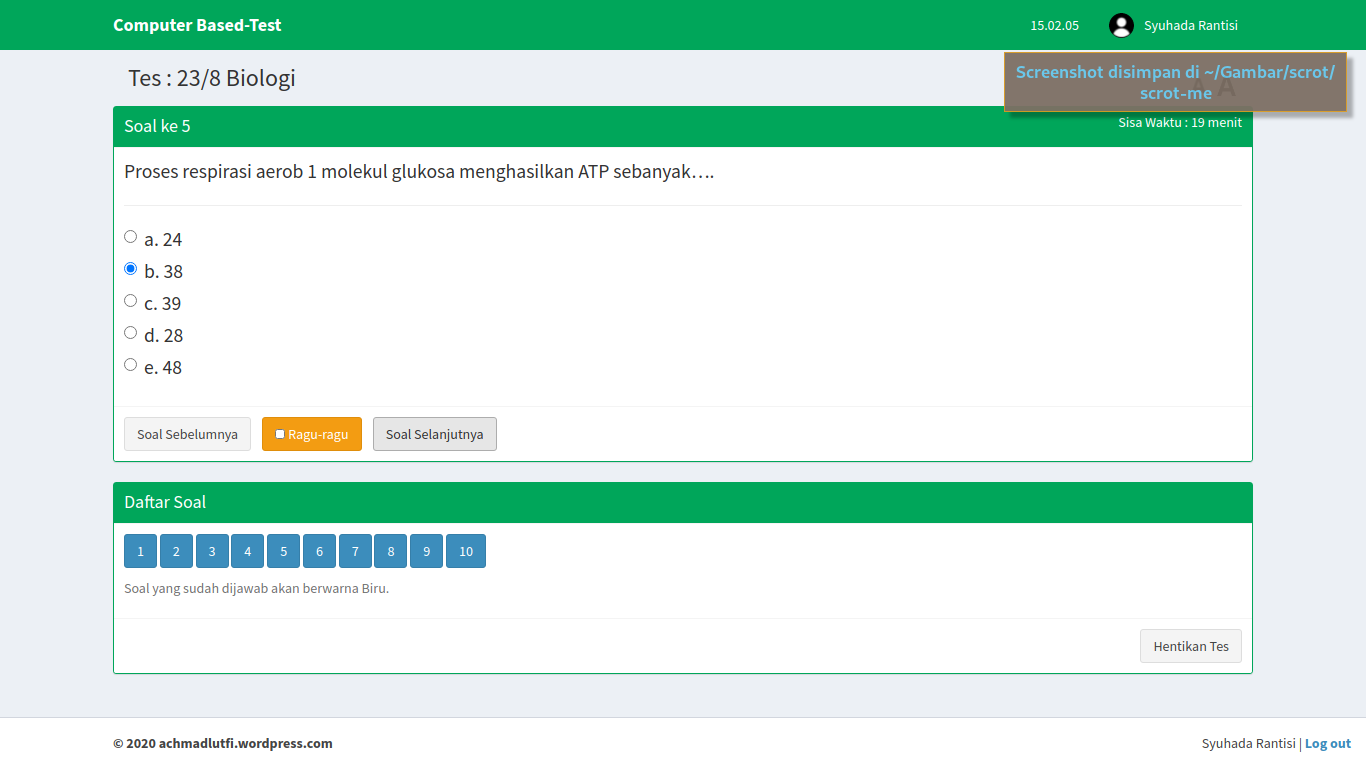 Computer Based-Test
15.02.05
Syuhada Rantisi
Tes : 23/8 Biologi
Screenshot disimpan di ~/Gambar/scrot/
scrot-me
A
Soal ke 5
Sisa Waktu : 19 menit
Proses respirasi aerob 1 molekul glukosa menghasilkan ATP sebanyak….
a. 24
b. 38
c. 39
d. 28
e. 48
Soal Sebelumnya
Ragu-ragu
Soal Selanjutnya
Daftar Soal
1 2 3 4 5 6 7 8 9 10
Soal yang sudah dijawab akan berwarna Biru.
Hentikan Tes
© 2020 achmadlutfi.wordpress.com
Syuhada Rantisi | Log out